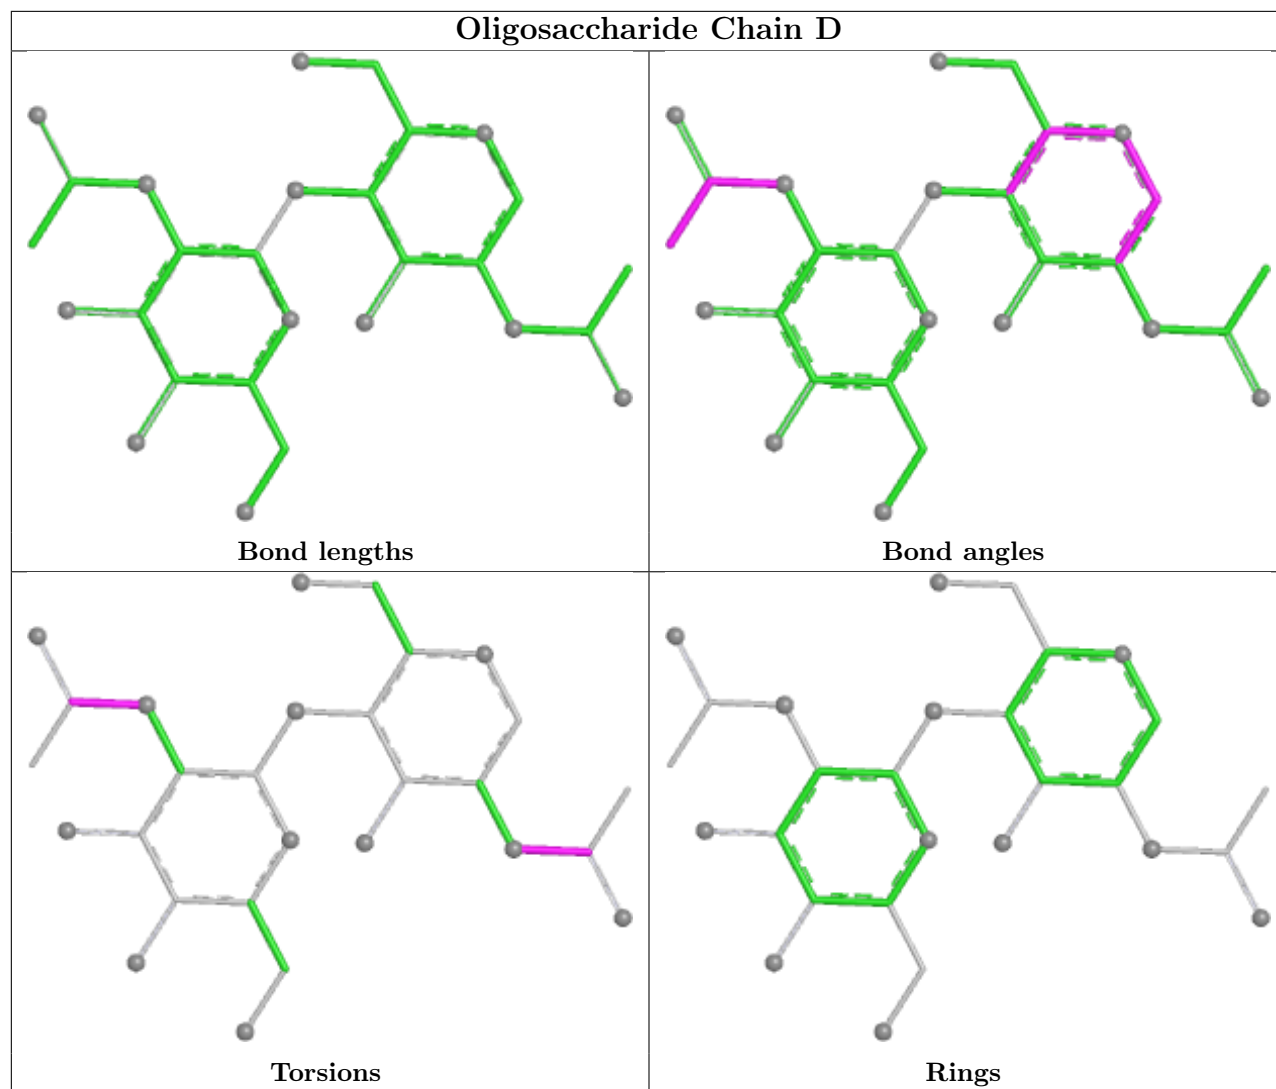 Oligosaccharide Chain D
Bond lengths
Bond angles
Torsions
Rings